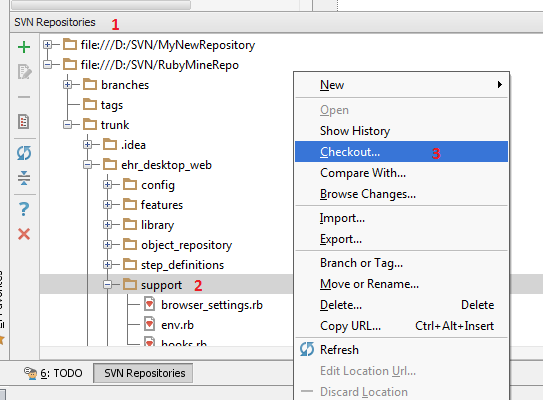 SVN Repositories 1
file:///D:/SVN/MyNewRepository
file:///D:/SVN/RubyMineRepo
branches
tags
trunk
.idea
ehr_desktop_web
config
features
library
object_repository
step_definitions
support 2
browser_settings.rb
env.rb
hooks.rb
New
Open
Show History
Checkout... 3
Compare With...
Browse Changes...
Import...
Export...
Branch or Tag...
Move or Rename...
Delete... Delete
Copy URL... Ctrl+Alt+Insert
Refresh
Edit Location Url...
Discard Location
Favorites
6: TODO SVN Repositories